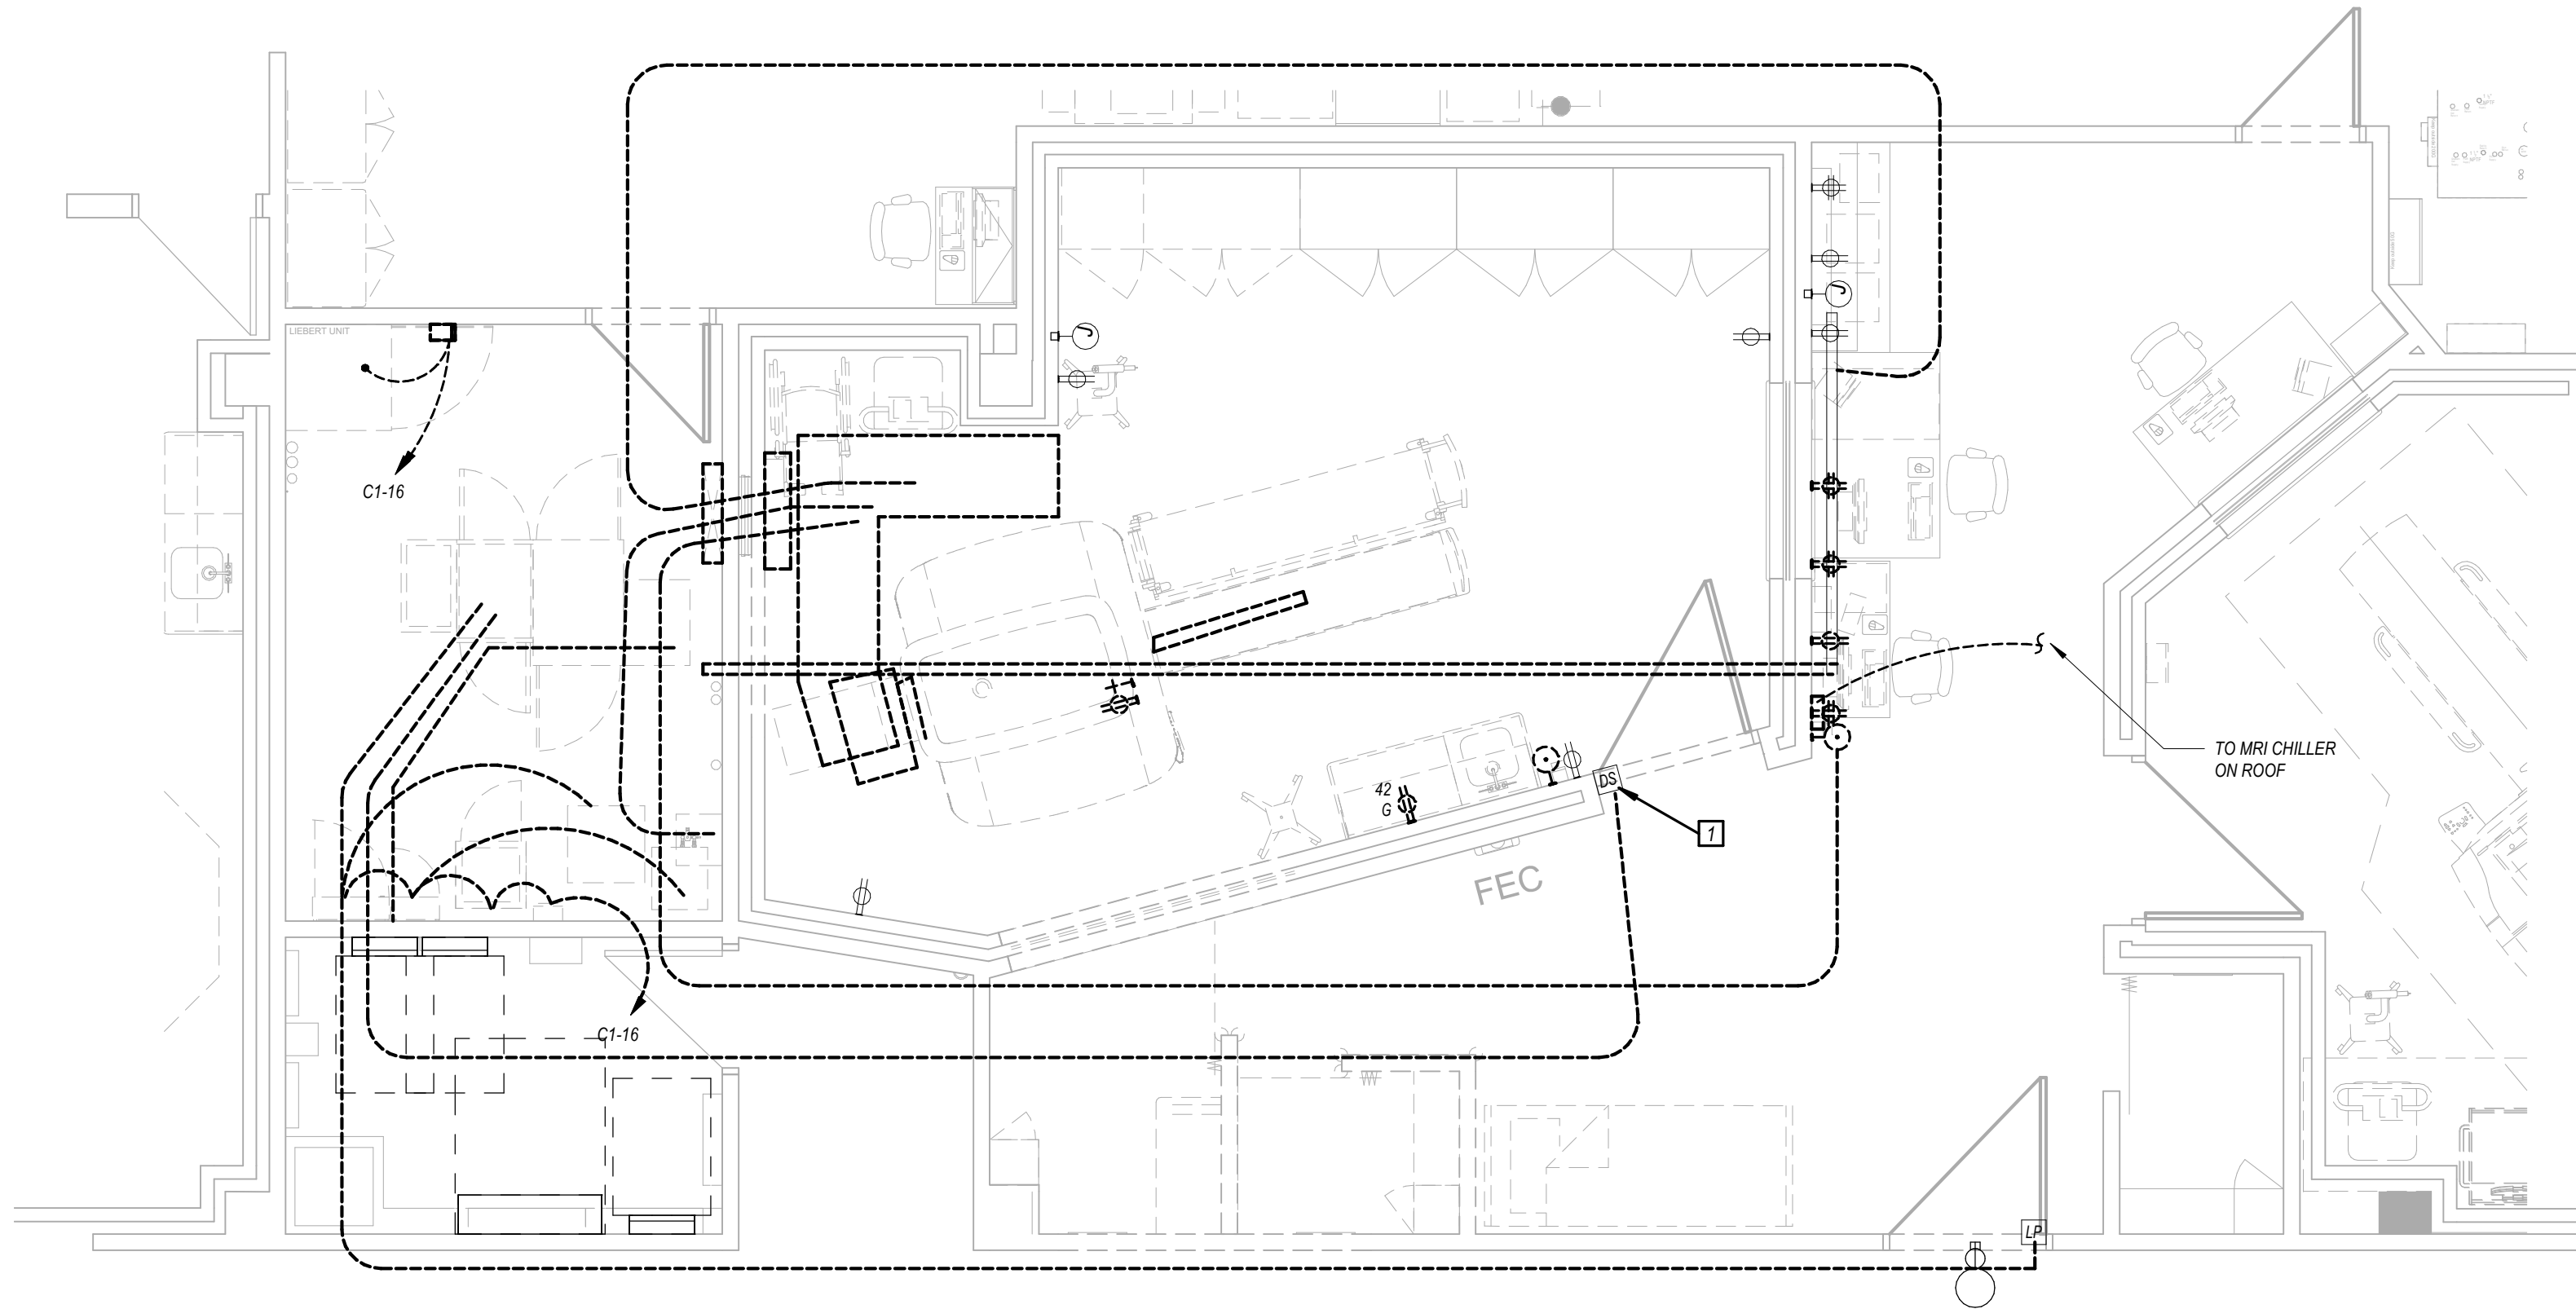 LIEBERT UNIT
J
J
C1-16
TO MRI CHILLER
ON ROOF
DS
42
G
1
FEC
C1-16
LP